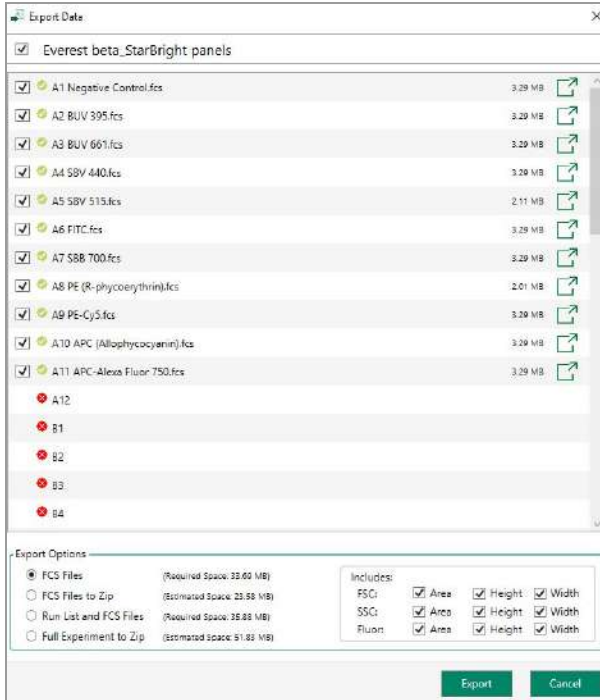 Export Data
Everest beta_StarBright panels
A1 Negative Control.fcs 3.29 MB
A2 BUV 395.fcs 3.29 MB
A3 BUV 661.fcs 3.29 MB
A4 SBV 440.fcs 3.29 MB
A5 SBV 515.fcs 2.11 MB
A6 FITC.fcs 3.29 MB
A7 SBB 700.fcs 3.29 MB
A8 PE (R-phycoerythrin).fcs 2.01 MB
A9 PE-Cy5.fcs 3.29 MB
A10 APC (Allophycocyanin).fcs 3.29 MB
A11 APC-Alexa Fluor 750.fcs 3.29 MB
A12
B1
B2
B3
B4
Export Options
FCS Files (Required Space: 33.60 MB)
FCS Files to Zip (Estimated Space: 23.58 MB)
Run List and FCS Files (Required Space: 35.88 MB)
Full Experiment to Zip (Estimated Space: 51.83 MB)
Includes:
FSC: Area Height Width
SSC: Area Height Width
Fluor: Area Height Width
Export Cancel